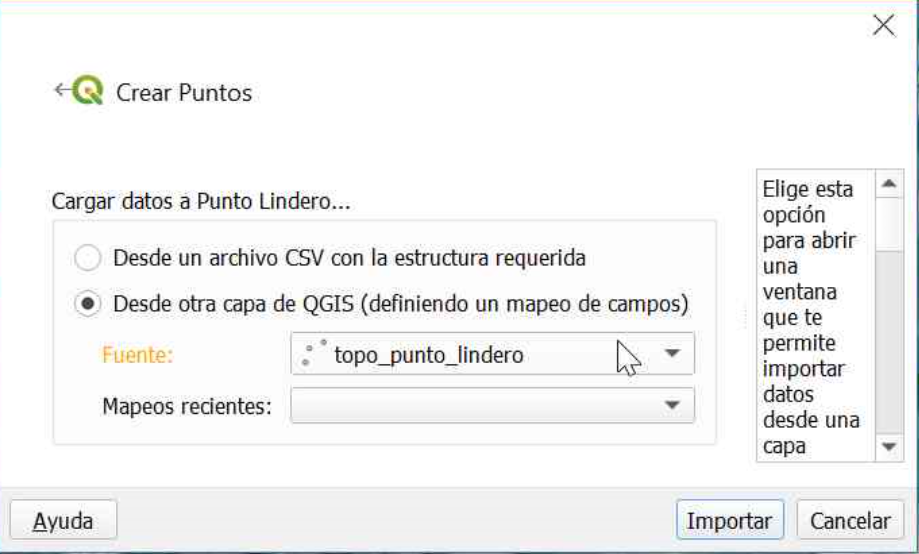 Crear Puntos
Cargar datos a Punto Lindero...
Desde un archivo CSV con la estructura requerida
Desde otra capa de QGIS (definiendo un mapeo de campos)
Fuente:
topo_punto_lindero
Mapeos recientes:
Elige esta
opción
para abrir
una
ventana
que te
permite
importar
datos
desde una
capa
Ayuda
Importar
Cancelar